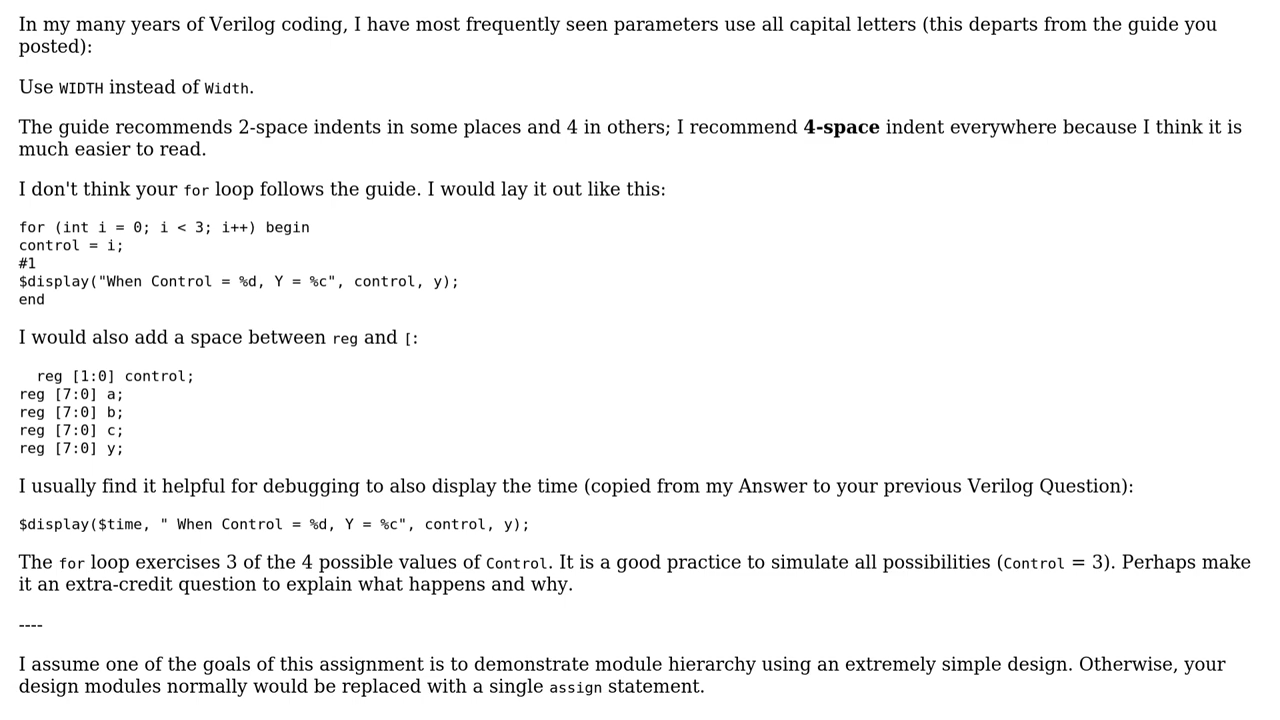 In my many years of Verilog coding, I have most frequently seen parameters use all capital letters (this departs from the guide you
posted):
Use WIDTH instead of Width.
The guide recommends 2-space indents in some places and 4 in others; I recommend 4-space indent everywhere because I think it is
much easier to read.
I don't think your for loop follows the guide. I would lay it out like this:
for (int i = 0; i < 3; i++) begin
control = i;
#1
$display("When Control = %d, Y = %c", control, y);
end
I would also add a space between reg and [:
  reg [1:0] control;
reg [7:0] a;
reg [7:0] b;
reg [7:0] c;
reg [7:0] y;
I usually find it helpful for debugging to also display the time (copied from my Answer to your previous Verilog Question):
$display($time, " When Control = %d, Y = %c", control, y);
The for loop exercises 3 of the 4 possible values of Control. It is a good practice to simulate all possibilities (Control = 3). Perhaps make
it an extra-credit question to explain what happens and why.
----
I assume one of the goals of this assignment is to demonstrate module hierarchy using an extremely simple design. Otherwise, your
design modules normally would be replaced with a single assign statement.